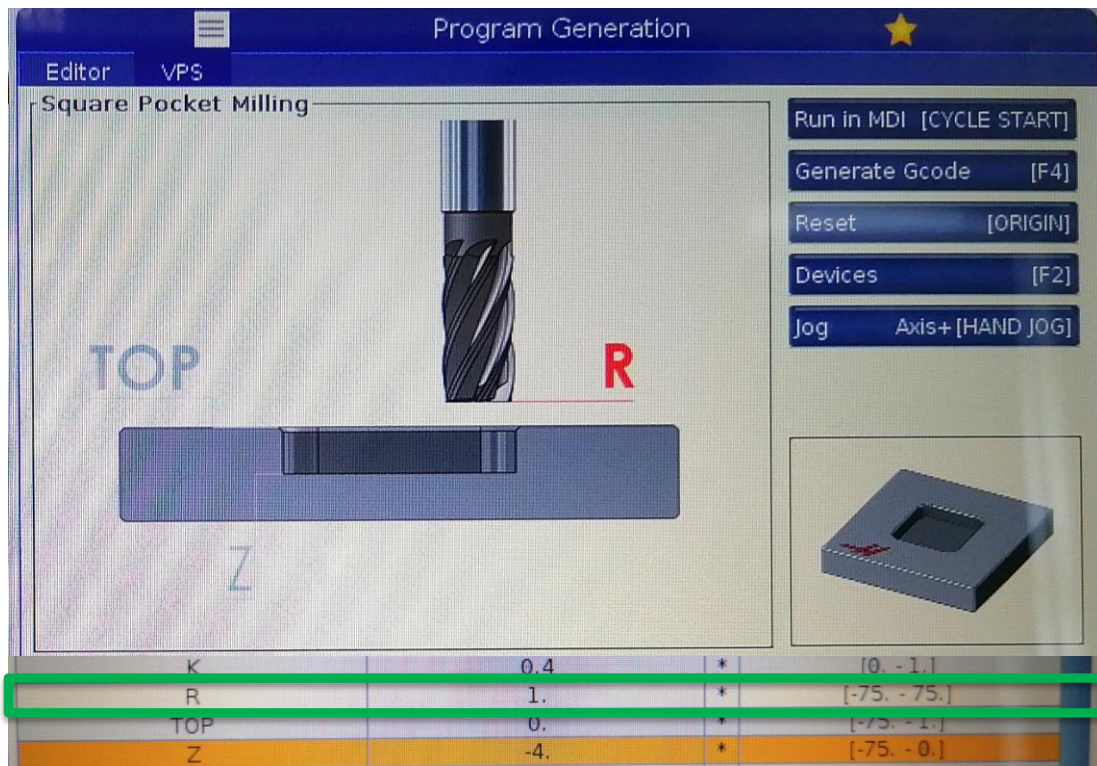 Program Generation
Editor VPS
Square Pocket Milling
Run in MDI [CYCLE START]
Generate Gcode [F4]
Reset [ORIGIN]
Devices [F2]
Jog Axis+[HAND JOG]
TOP
R
Z
K 0.4 * [0. - 1.]
R 1. * [-75. - 75.]
TOP 0. * [-75. - 1.]
Z -4. * [-75. - 0.]